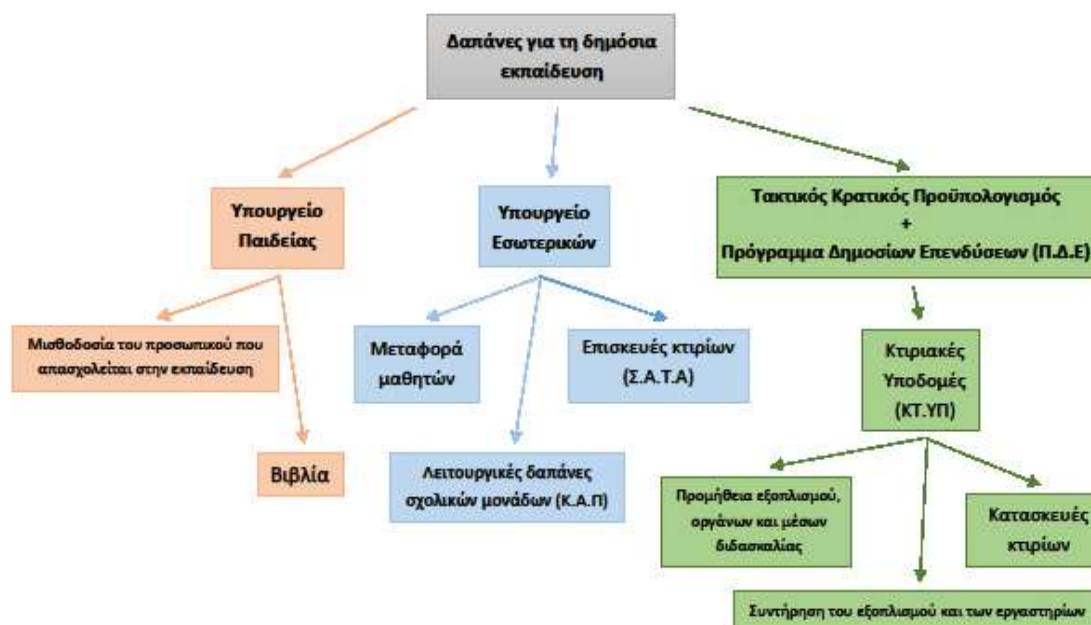 Δαπάνες για τη δημόσια
εκπαίδευση
Υπουργείο
Παιδείας
Υπουργείο
Εσωτερικών
Τακτικός Κρατικός Προϋπολογισμός
+
Πρόγραμμα Δημοσίων Επενδύσεων (Π.Δ.Ε)
Μισθοδοσία του προσωπικού που
απασχολείται στην εκπαίδευση
Μεταφορά
μαθητών
Επισκευές κτιρίων
(Σ.Α.Τ.Α)
Κτιριακές
Υποδομές
(ΚΤ.ΥΠ)
Βιβλία
Λειτουργικές δαπάνες
σχολικών μονάδων (Κ.Α.Π)
Προμήθεια εξοπλισμού,
οργάνων και μέσων
διδασκαλίας
Κατασκευές
κτιρίων
Συντήρηση του εξοπλισμού και των εργαστηρίων